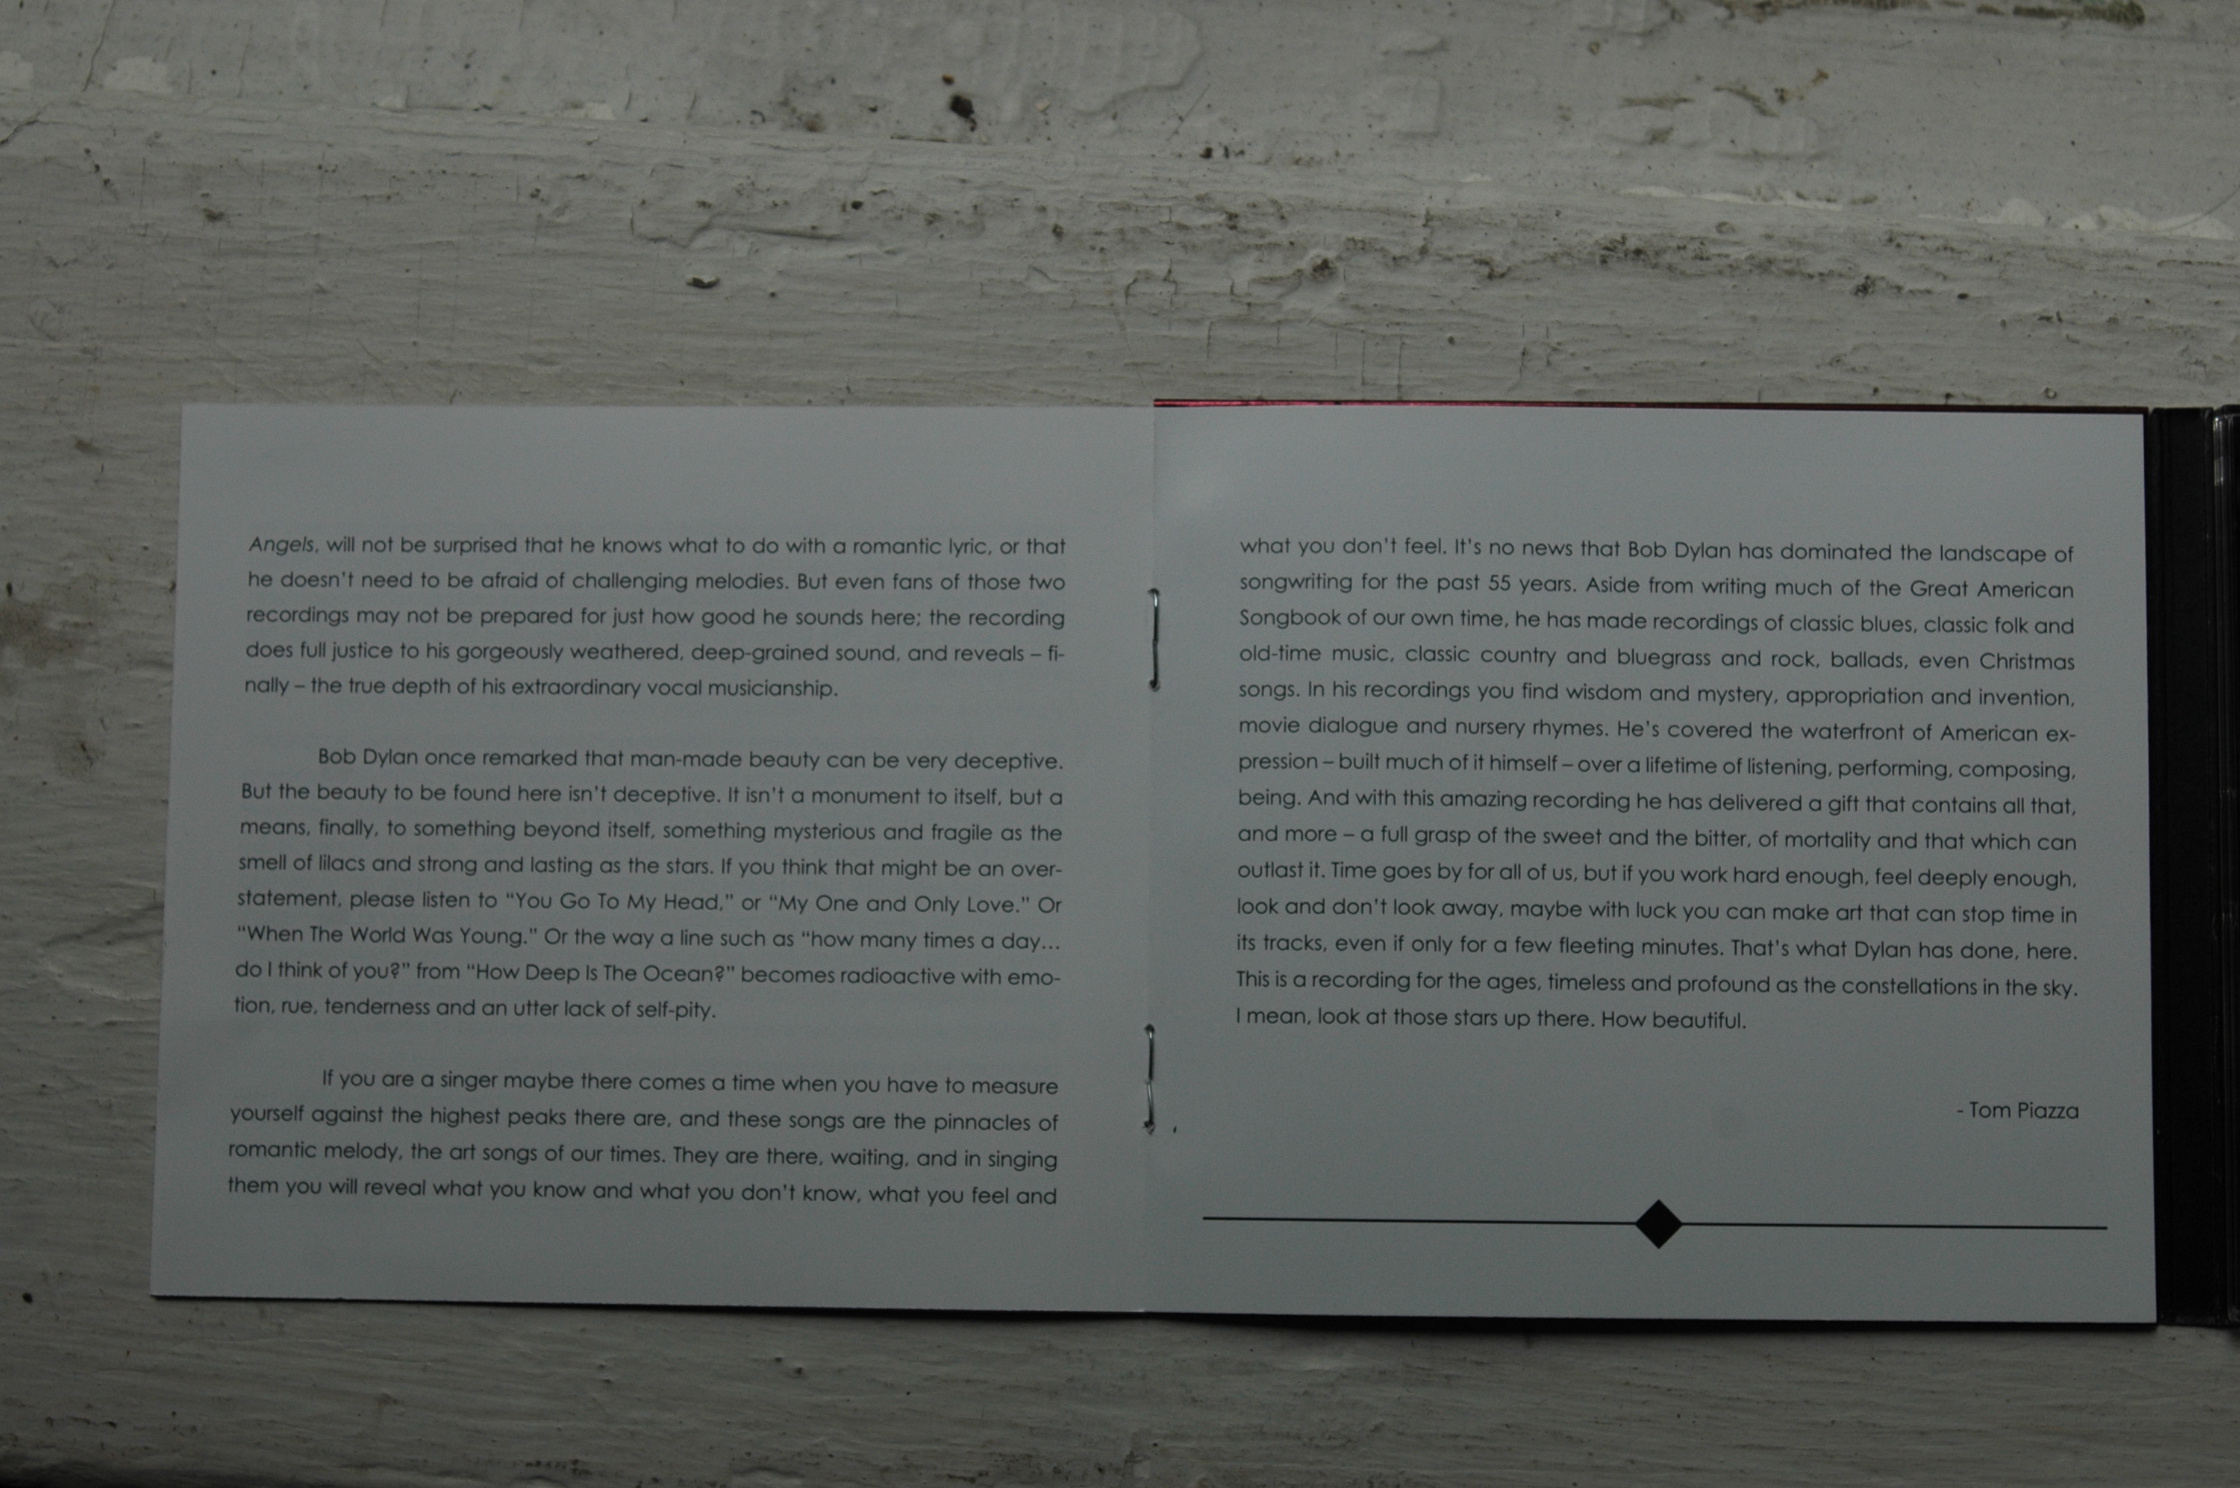 Angels, will not be surprised that he knows what to do with a romantic lyric, or that
he doesn't need to be afraid of challenging melodies. But even fans of those two
recordings may not be prepared for just how good he sounds here; the recording
does full justice to his gorgeously weathered, deep-grained sound, and reveals – fi-
nally – the true depth of his extraordinary vocal musicianship.
Bob Dylan once remarked that man-made beauty can be very deceptive.
But the beauty to be found here isn't deceptive. It isn't a monument to itself, but a
means, finally, to something beyond itself, something mysterious and fragile as the
smell of lilacs and strong and lasting as the stars. If you think that might be an over-
statement, please listen to “You Go To My Head,” or “My One and Only Love.” Or
“When The World Was Young.” Or the way a line such as “how many times a day…
do I think of you?” from “How Deep Is The Ocean?” becomes radioactive with emo-
tion, rue, tenderness and an utter lack of self-pity.
If you are a singer maybe there comes a time when you have to measure
yourself against the highest peaks there are, and these songs are the pinnacles of
romantic melody, the art songs of our times. They are there, waiting, and in singing
them you will reveal what you know and what you don't know, what you feel and
what you don't feel. It's no news that Bob Dylan has dominated the landscape of
songwriting for the past 55 years. Aside from writing much of the Great American
Songbook of our own time, he has made recordings of classic blues, classic folk and
old-time music, classic country and bluegrass and rock, ballads, even Christmas
songs. In his recordings you find wisdom and mystery, appropriation and invention,
movie dialogue and nursery rhymes. He's covered the waterfront of American ex-
pression – built much of it himself – over a lifetime of listening, performing, composing,
being. And with this amazing recording he has delivered a gift that contains all that,
and more – a full grasp of the sweet and the bitter, of mortality and that which can
outlast it. Time goes by for all of us, but if you work hard enough, feel deeply enough,
look and don't look away, maybe with luck you can make art that can stop time in
its tracks, even if only for a few fleeting minutes. That's what Dylan has done, here.
This is a recording for the ages, timeless and profound as the constellations in the sky.
I mean, look at those stars up there. How beautiful.
- Tom Piazza